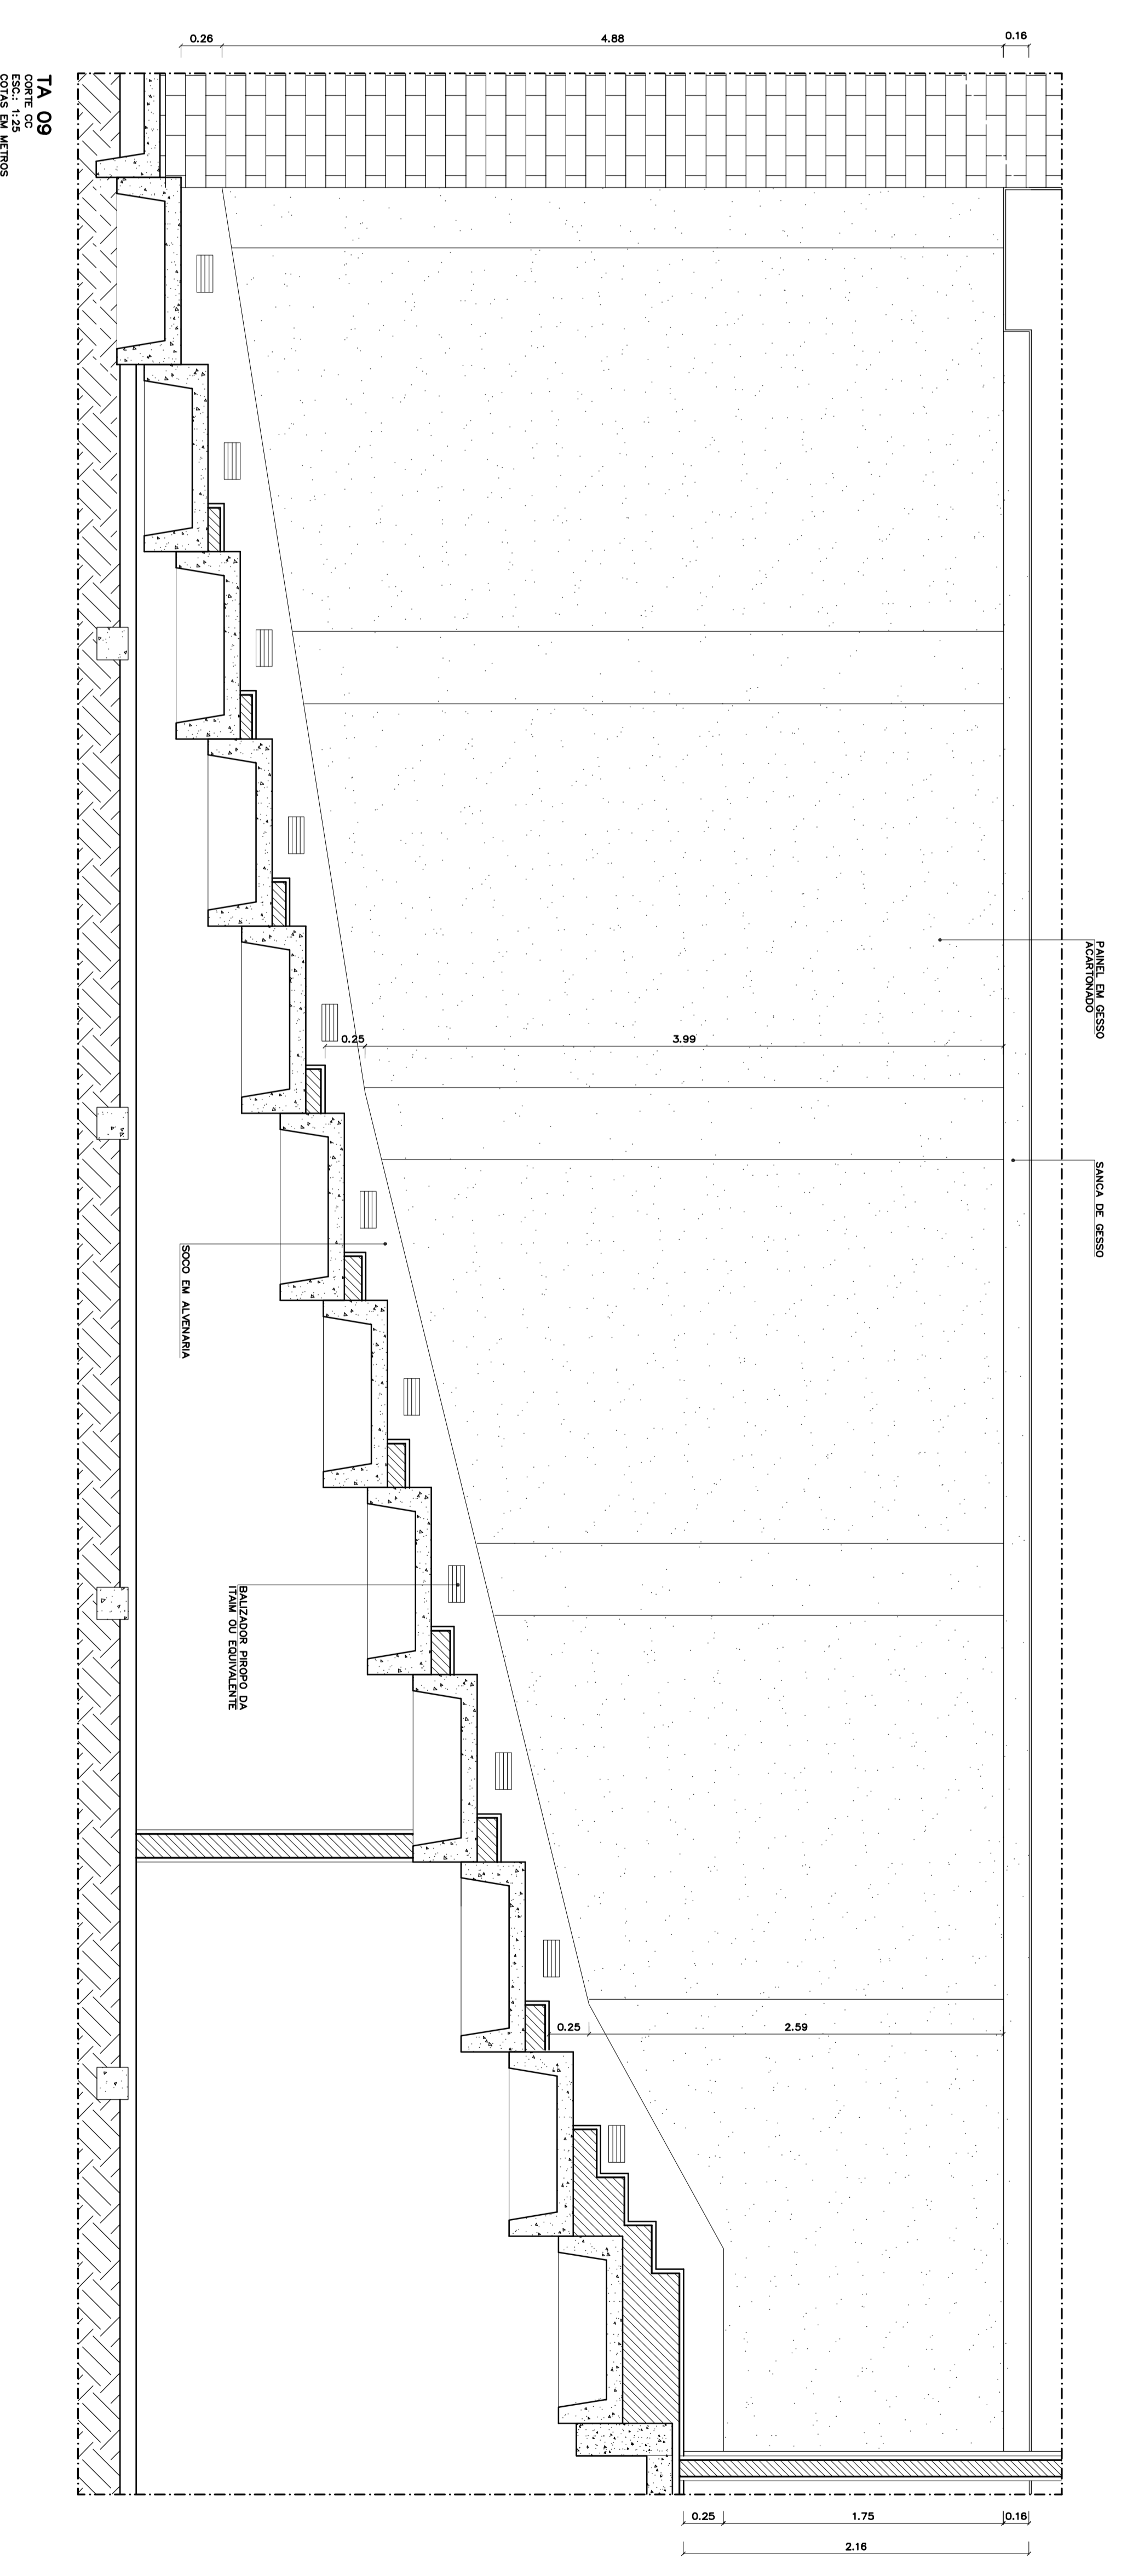 0.26
4.88
0.16
TA 09
CORTE CC
ESC.: 1:25
COTAS EM METROS
PAINEL EM GESSO
ACARTONADO
0.25
3.99
SANCA DE GESSO
SOCO EM ALVENARIA
BALIZADOR PIROPO DA
ITAIM OU EQUIVALENTE
0.25
2.59
0.25
1.75
0.16
2.16